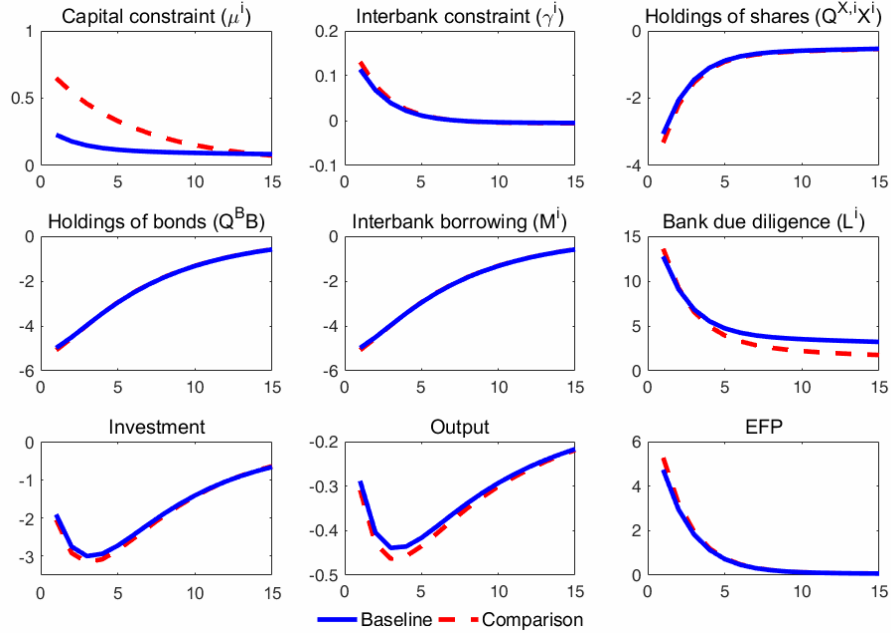 Capital constraint (μ^i)
Interbank constraint (γ^i)
Holdings of shares (Q^{X,i}X^i)
1
0.5
0
0 5 10 15
0.2
0.1
0
-0.1
0 5 10 15
0
-2
-4
0 5 10 15
Holdings of bonds (Q^B B)
Interbank borrowing (M^i)
Bank due diligence (L^i)
0
-2
-4
-6
0 5 10 15
0
-2
-4
-6
0 5 10 15
15
10
5
0
0 5 10 15
Investment
Output
EFP
0
-1
-2
-3
0 5 10 15
-0.2
-0.3
-0.4
-0.5
0 5 10 15
6
4
2
0
0 5 10 15
Baseline Comparison